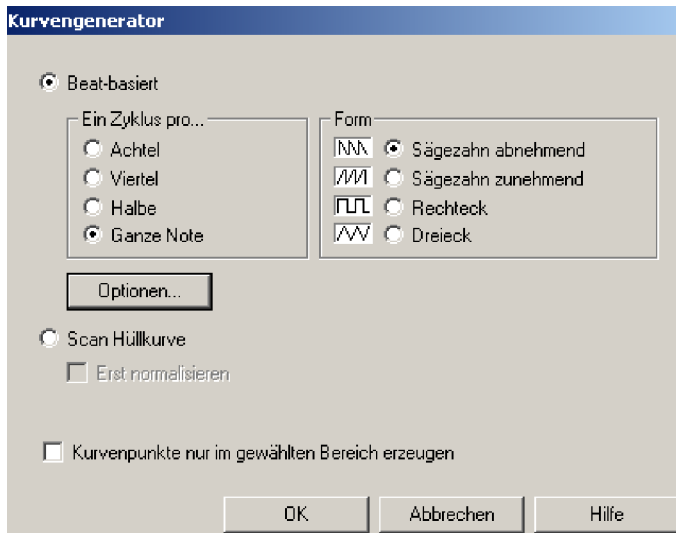 Kurvengenerator
Beat-basiert
Ein Zyklus pro...
Achtel
Viertel
Halbe
Ganze Note
Form
Sägezahn abnehmend
Sägezahn zunehmend
Rechteck
Dreieck
Optionen...
Scan Hüllkurve
Erst normalisieren
Kurvenpunkte nur im gewählten Bereich erzeugen
OK
Abbrechen
Hilfe